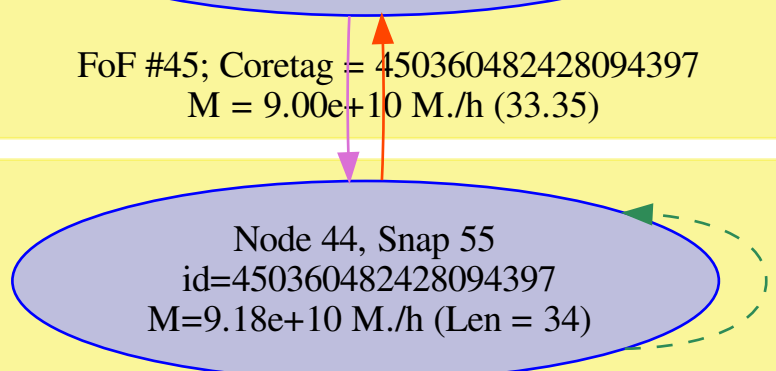 FoF #45; Coretag = 450360482428094397
M = 9.00e+10 M./h (33.35)
Node 44, Snap 55
id=450360482428094397
M=9.18e+10 M./h (Len = 34)